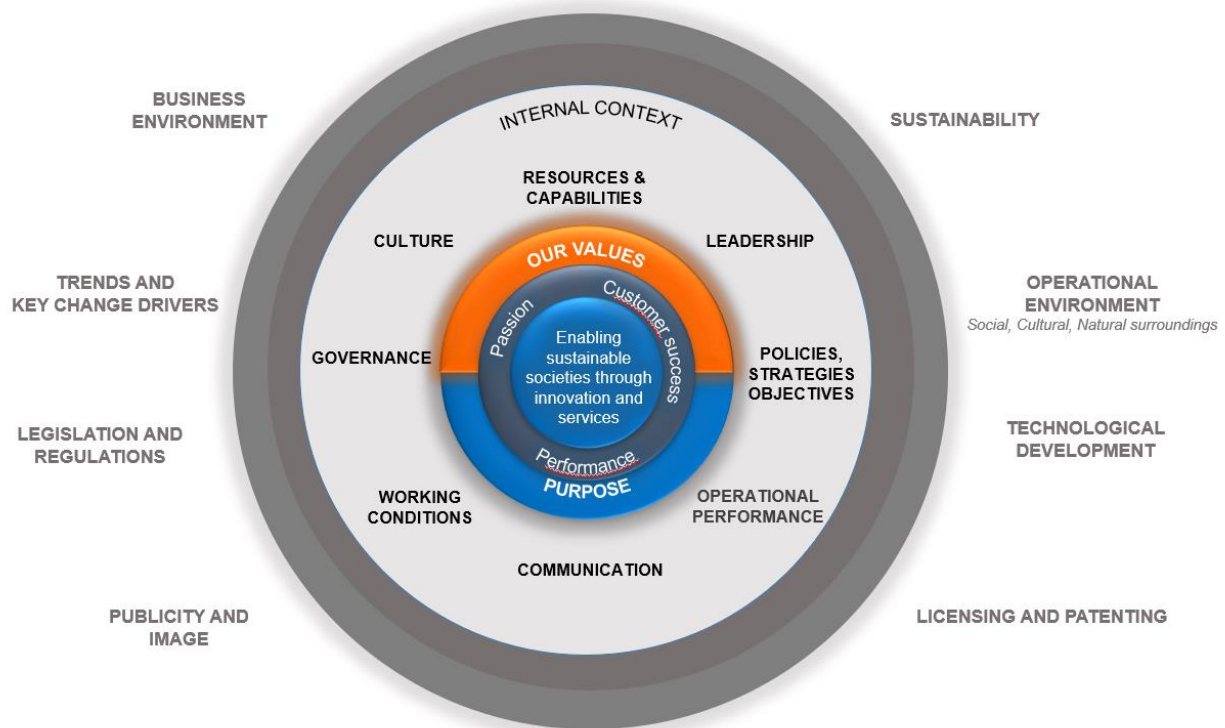 BUSINESS
ENVIRONMENT
TRENDS AND
KEY CHANGE DRIVERS
LEGISLATION AND
REGULATIONS
PUBLICITY AND
IMAGE
INTERNAL CONTEXT
RESOURCES &
CAPABILITIES
CULTURE
LEADERSHIP
GOVERNANCE
POLICIES,
STRATEGIES
OBJECTIVES
WORKING
CONDITIONS
OPERATIONAL
PERFORMANCE
COMMUNICATION
OUR VALUES
Passion
Customer success
Enabling
sustainable
societies through
innovation and
services
Performance
PURPOSE
SUSTAINABILITY
OPERATIONAL
ENVIRONMENT
Social, Cultural, Natural surroundings
TECHNOLOGICAL
DEVELOPMENT
LICENSING AND PATENTING